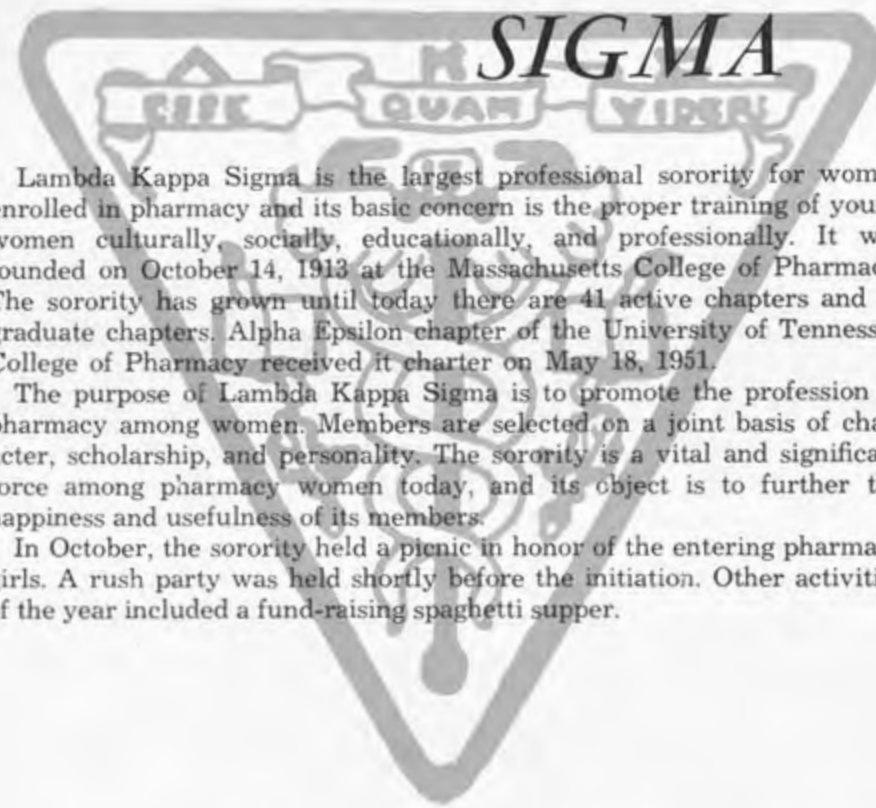 SIGMA
ESSE QUAM VIDERI
Lambda Kappa Sigma is the largest professional sorority for wom
nrolled in pharmacy and its basic concern is the proper training of you
women culturally, socially, educationally, and professionally. It w
ounded on October 14, 1913 at the Massachusetts College of Pharmac
The sorority has grown until today there are 41 active chapters and
graduate chapters. Alpha Epsilon chapter of the University of Tenness
College of Pharmacy received it charter on May 18, 1951.
The purpose of Lambda Kappa Sigma is to promote the profession
pharmacy among women. Members are selected on a joint basis of cha
acter, scholarship, and personality. The sorority is a vital and significa
orce among pharmacy women today, and its object is to further t
appiness and usefulness of its members.
In October, the sorority held a picnic in honor of the entering pharma
irls. A rush party was held shortly before the initiation. Other activiti
f the year included a fund-raising spaghetti supper.